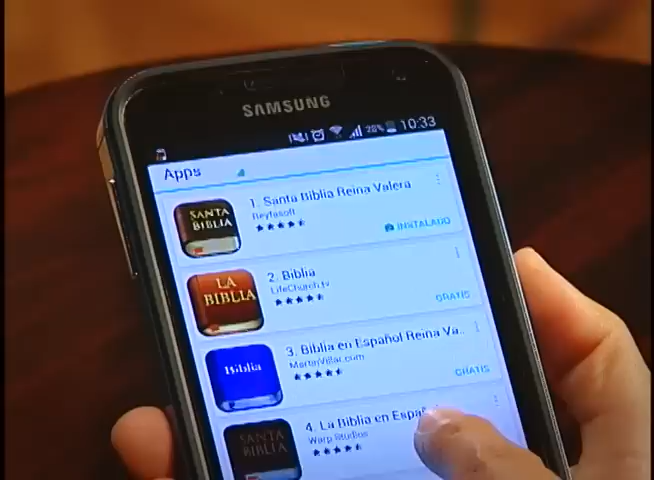 SAMSUNG
28% 10:33
Apps
SANTA
BIBLIA
1. Santa Biblia Reina Valera
Reyfasoft
INSTALADO
LA
BIBLIA
2. Biblia
LifeChurch.tv
GRATIS
Biblia
3. Biblia en Español Reina Va..
MartinVillar.com
GRATIS
SANTA
BIBLIA
4. La Biblia en Españ
Warp Studios